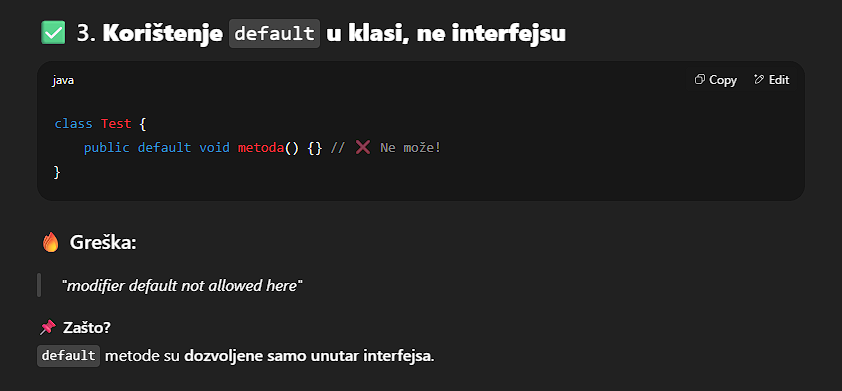 ✅ 3. Korištenje default u klasi, ne interfejsu
java
Copy Edit
class Test {
    public default void metoda() {} // ❌ Ne može!
}
🔥 Greška:
"modifier default not allowed here"
📌 Zašto?
default metode su dozvoljene samo unutar interfejsa.